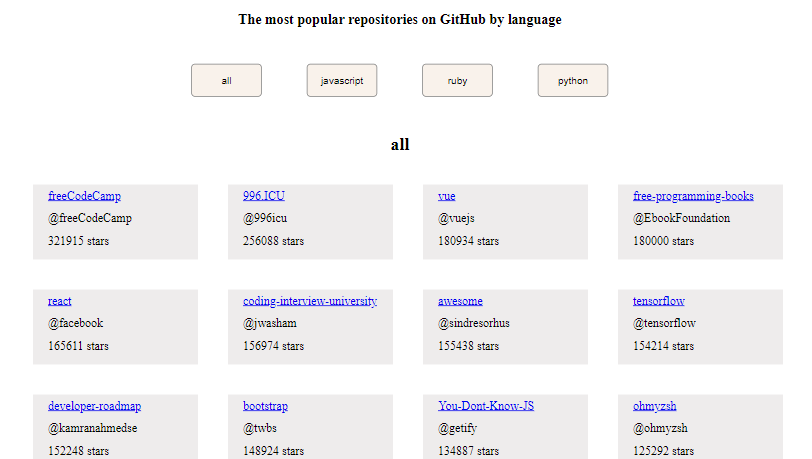 The most popular repositories on GitHub by language
all javascript ruby python
all
freeCodeCamp 996.ICU vue free-programming-books
@freeCodeCamp @996icu @vuejs @EbookFoundation
321915 stars 256088 stars 180934 stars 180000 stars
react coding-interview-university awesome tensorflow
@facebook @jwasham @sindresorhus @tensorflow
165611 stars 156974 stars 155438 stars 154214 stars
developer-roadmap bootstrap You-Dont-Know-JS ohmyzsh
@kamranahmedse @twbs @getify @ohmyzsh
152248 stars 148924 stars 134887 stars 125292 stars